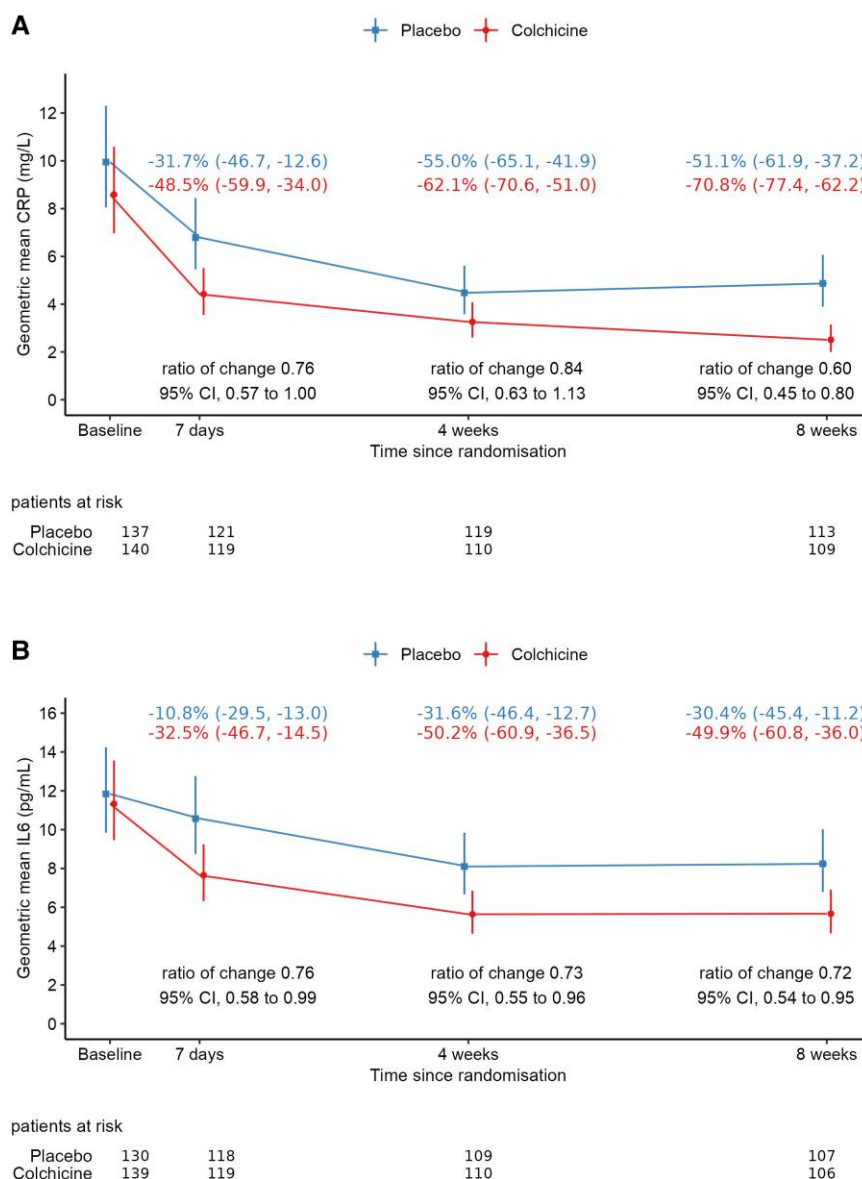 A
Placebo Colchicine
Geometric mean CRP (mg/L)
12
10
8
6
4
2
0
-31.7% (-46.7, -12.6) -55.0% (-65.1, -41.9) -51.1% (-61.9, -37.2)
-48.5% (-59.9, -34.0) -62.1% (-70.6, -51.0) -70.8% (-77.4, -62.2)
ratio of change 0.76 ratio of change 0.84 ratio of change 0.60
95% CI, 0.57 to 1.00 95% CI, 0.63 to 1.13 95% CI, 0.45 to 0.80
Baseline 7 days 4 weeks 8 weeks
Time since randomisation
patients at risk
Placebo 137 121 119 113
Colchicine 140 119 110 109
B
Placebo Colchicine
Geometric mean IL6 (pg/mL)
16
14
12
10
8
6
4
2
0
-10.8% (-29.5, -13.0) -31.6% (-46.4, -12.7) -30.4% (-45.4, -11.2)
-32.5% (-46.7, -14.5) -50.2% (-60.9, -36.5) -49.9% (-60.8, -36.0)
ratio of change 0.76 ratio of change 0.73 ratio of change 0.72
95% CI, 0.58 to 0.99 95% CI, 0.55 to 0.96 95% CI, 0.54 to 0.95
Baseline 7 days 4 weeks 8 weeks
Time since randomisation
patients at risk
Placebo 130 118 109 107
Colchicine 139 119 110 106